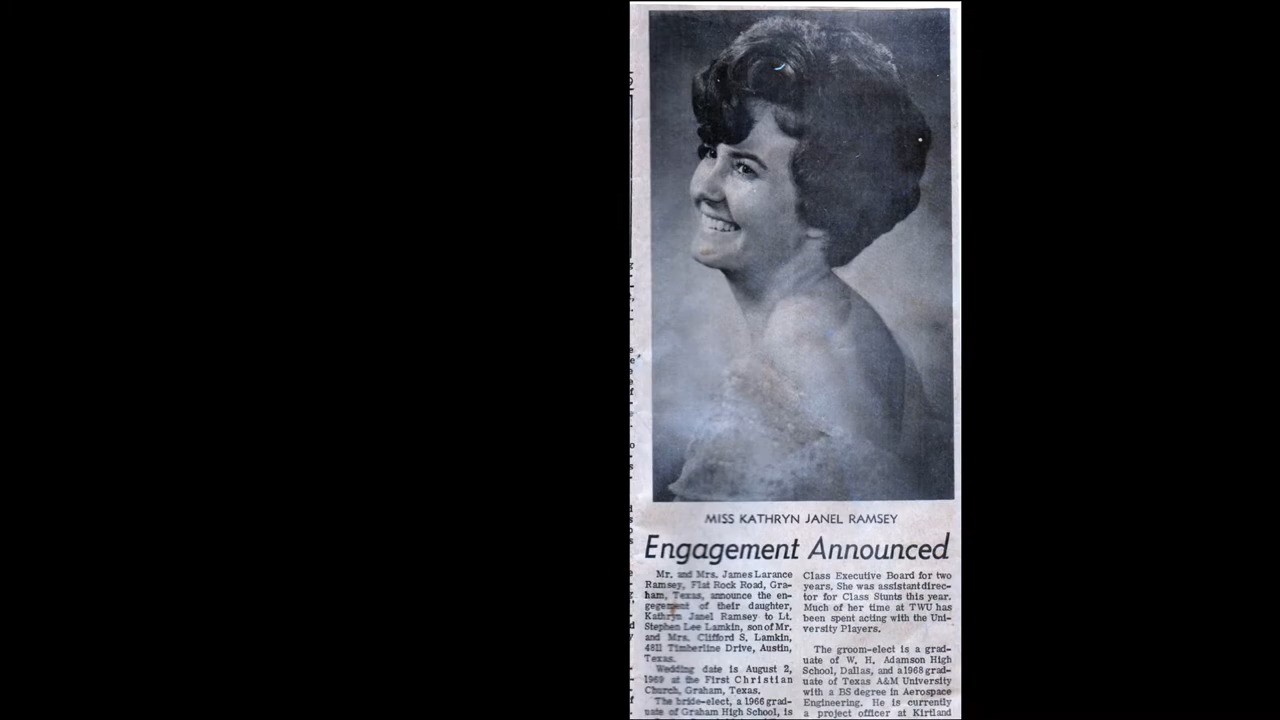 MISS KATHRYN JANEL RAMSEY
Engagement Announced
Mr. and Mrs. James Larance
Ramsey, Flat Rock Road, Gra-
ham, Texas, announce the en-
gegement of their daughter,
Kathryn Janel Ramsey to Lt.
Stephen Lee Lamkin, son of Mr.
and Mrs. Clifford S. Lamkin,
4811 Timberline Drive, Austin,
Texas.
Wedding date is August 2,
1969 at the First Christian
Church, Graham, Texas.
The bride-elect, a 1966 grad-
uate of Graham High School, is
Class Executive Board for two
years. She was assistant direc-
tor for Class Stunts this year.
Much of her time at TWU has
been spent acting with the Uni-
versity Players.
The groom-elect is a grad-
uate of W. H. Adamson High
School, Dallas, and a 1968 grad-
uate of Texas A&M University
with a BS degree in Aerospace
Engineering. He is currently
a project officer at Kirtland